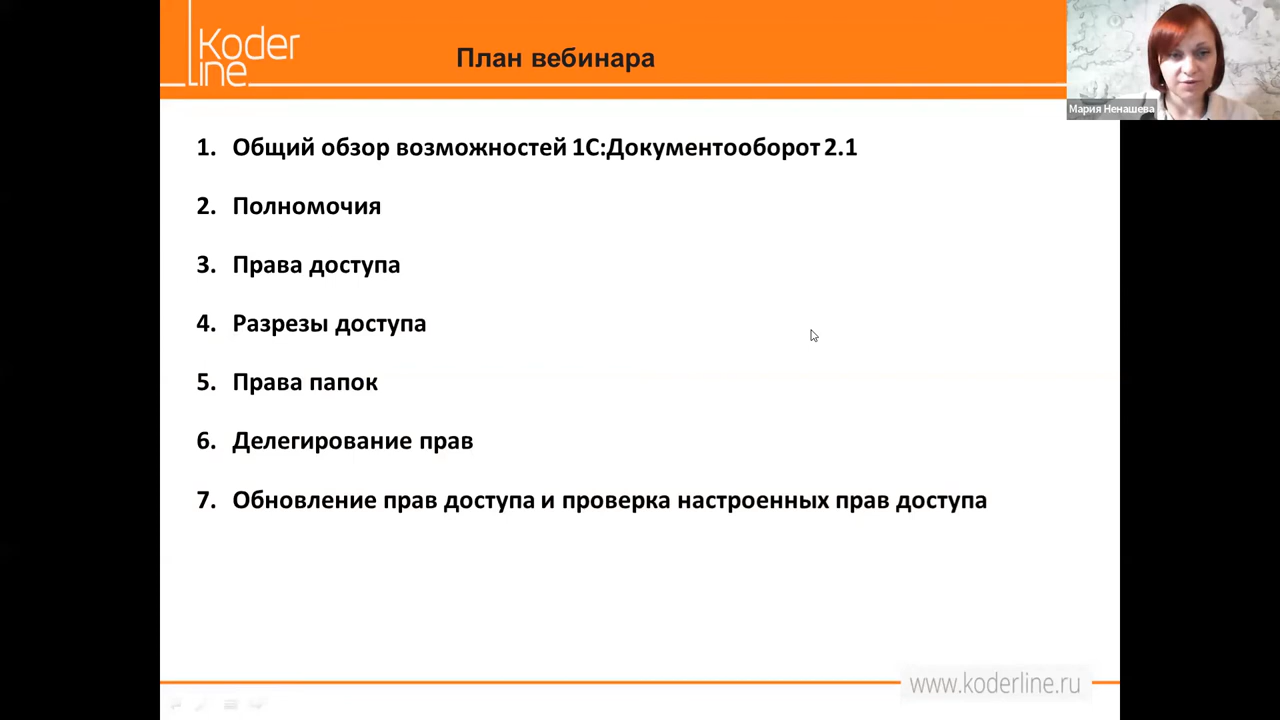 Koder
line
План вебинара
Мария Ненашева
1. Общий обзор возможностей 1С:Документооборот 2.1
2. Полномочия
3. Права доступа
4. Разрезы доступа
5. Права папок
6. Делегирование прав
7. Обновление прав доступа и проверка настроенных прав доступа
www.koderline.ru